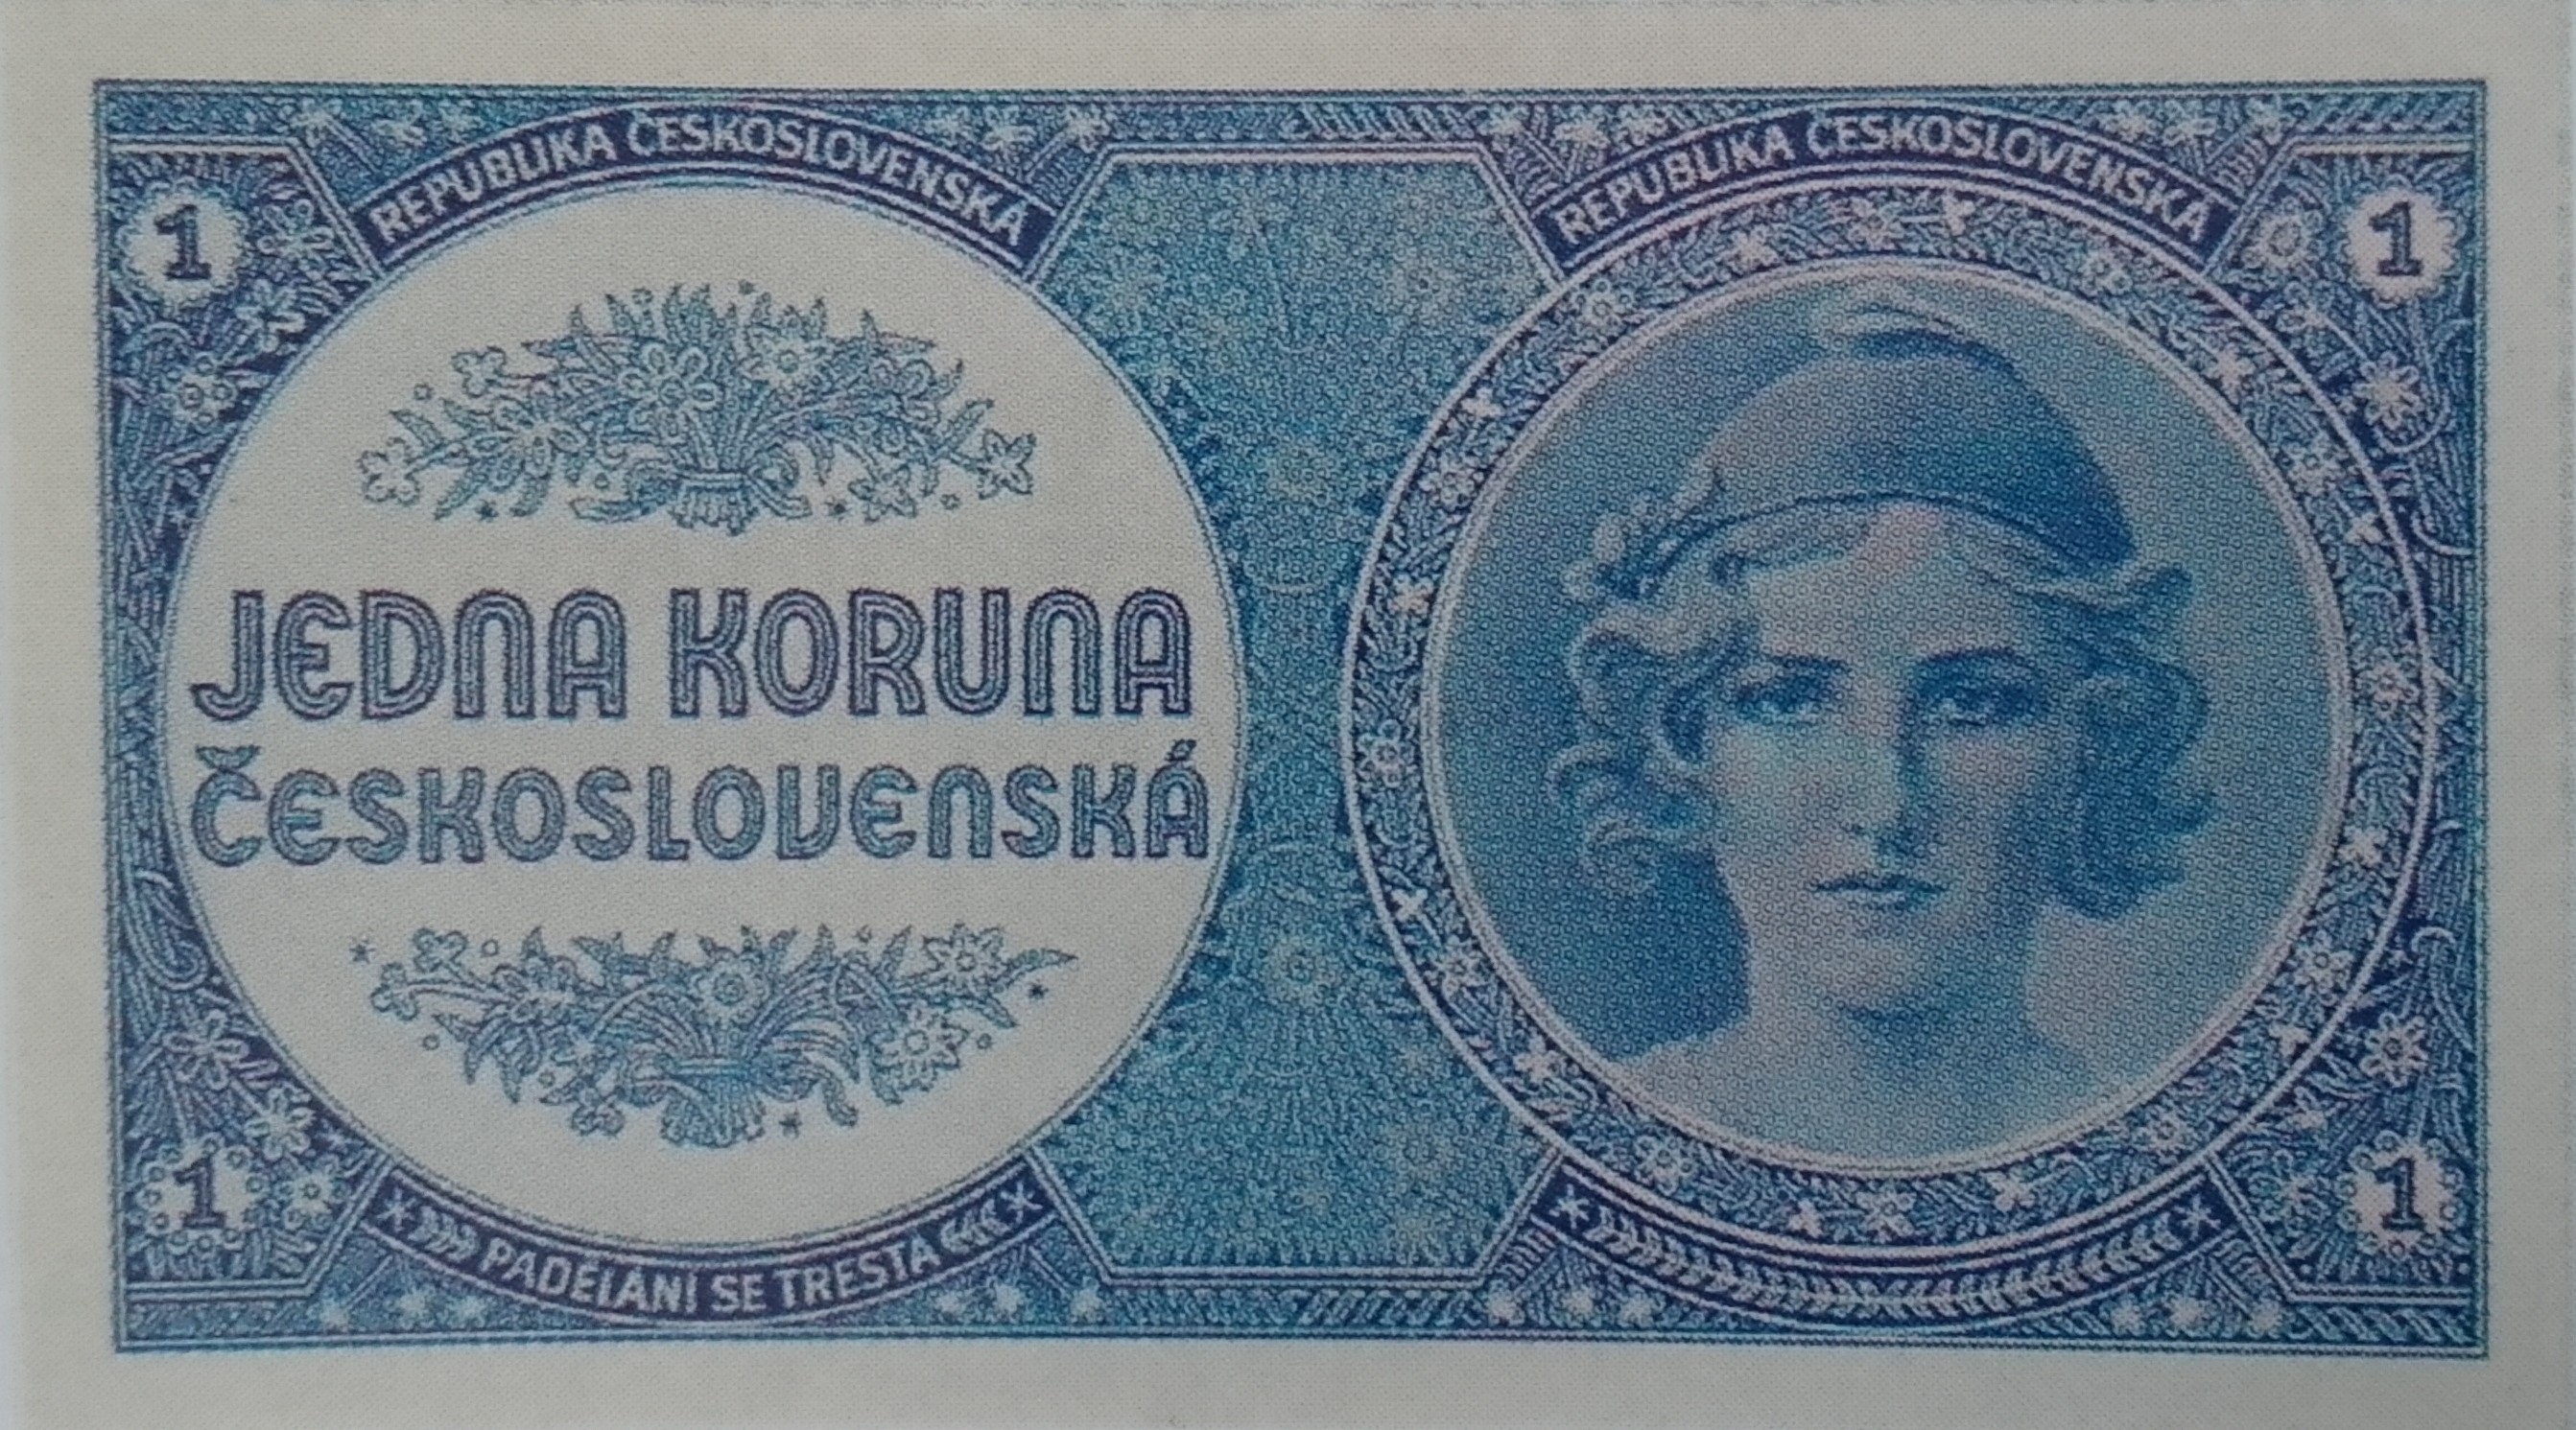 REPUBLIKA ČESKOSLOVENSKÁ
REPUBLIKA ČESKOSLOVENSKÁ
1
1
JEDNA KORUNA
ČESKOSLOVENSKÁ
1
1
PADĚLÁNÍ SE TRESTÁ